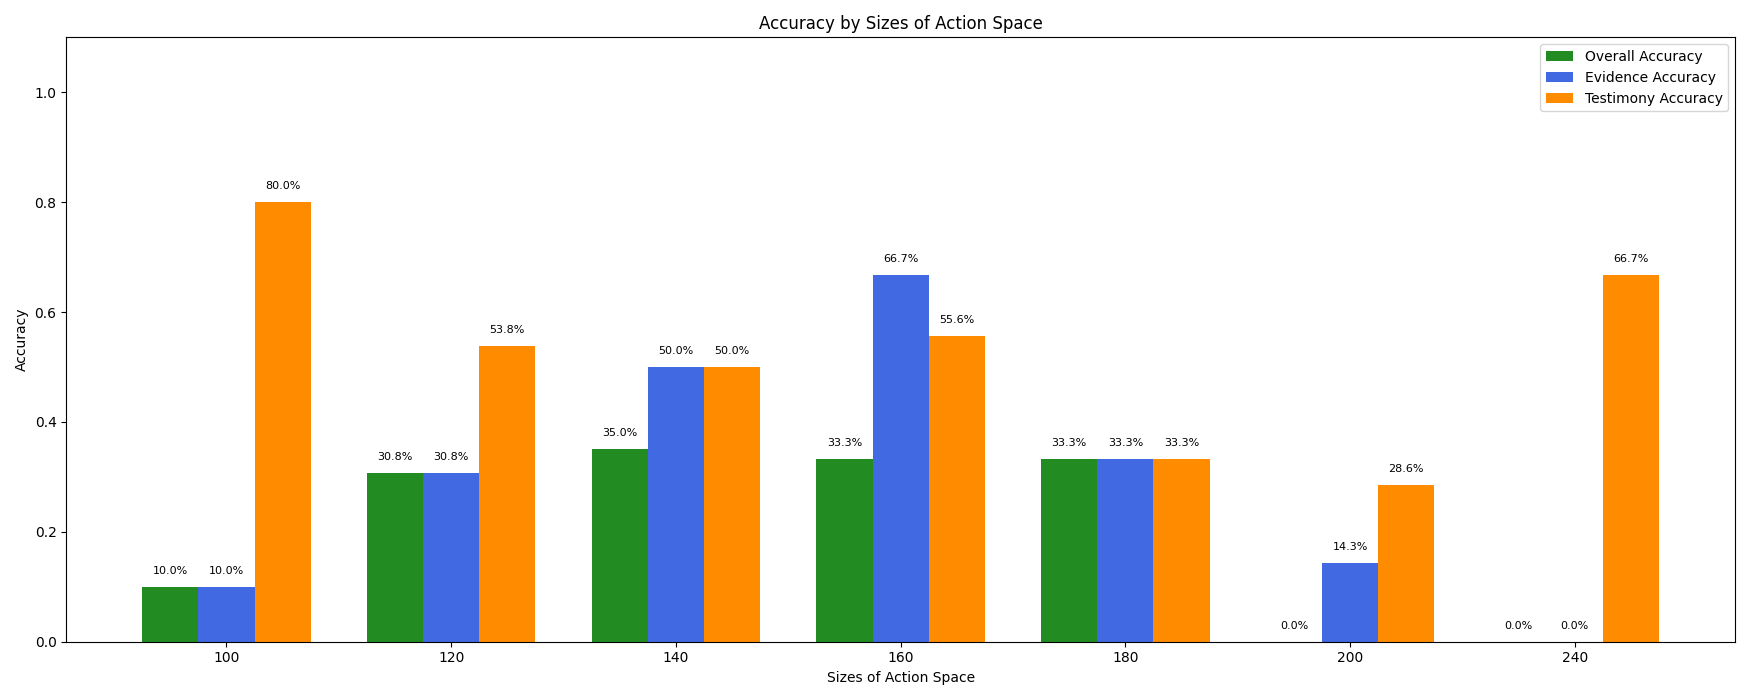 Accuracy by Sizes of Action Space
Overall Accuracy
Evidence Accuracy
Testimony Accuracy
Accuracy
1.0
0.8
0.6
0.4
0.2
0.0
10.0% 10.0% 80.0%
30.8% 30.8% 53.8%
35.0% 50.0% 50.0%
33.3% 66.7% 55.6%
33.3% 33.3% 33.3%
0.0% 14.3% 28.6%
0.0% 0.0% 66.7%
100 120 140 160 180 200 240
Sizes of Action Space